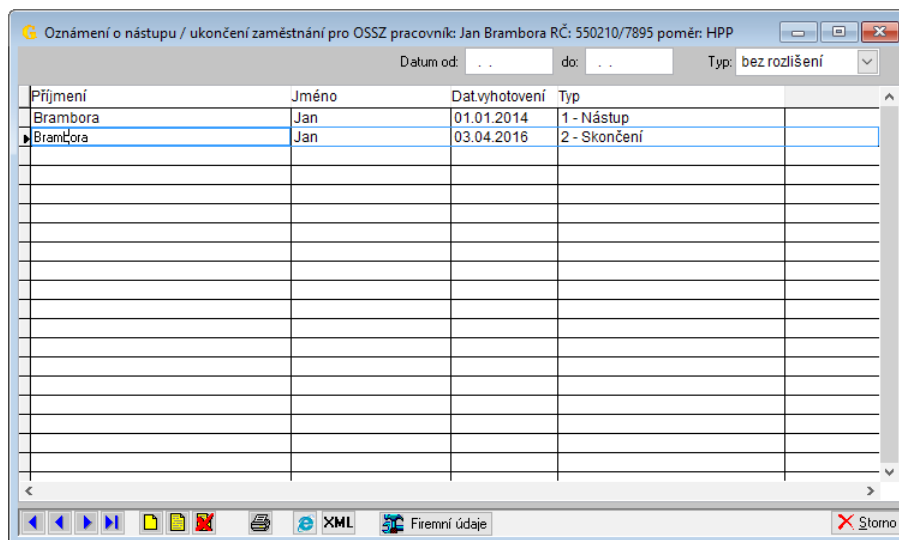 Oznámení o nástupu / ukončení zaměstnání pro OSSZ pracovník: Jan Brambora RČ: 550210/7895 poměr: HPP
Datum od: . . do: . . Typ: bez rozlišení
Příjmení Jméno Dat.vyhotovení Typ
Brambora Jan 01.01.2014 1 - Nástup
Brambora Jan 03.04.2016 2 - Skončení
XML Firemní údaje Storno